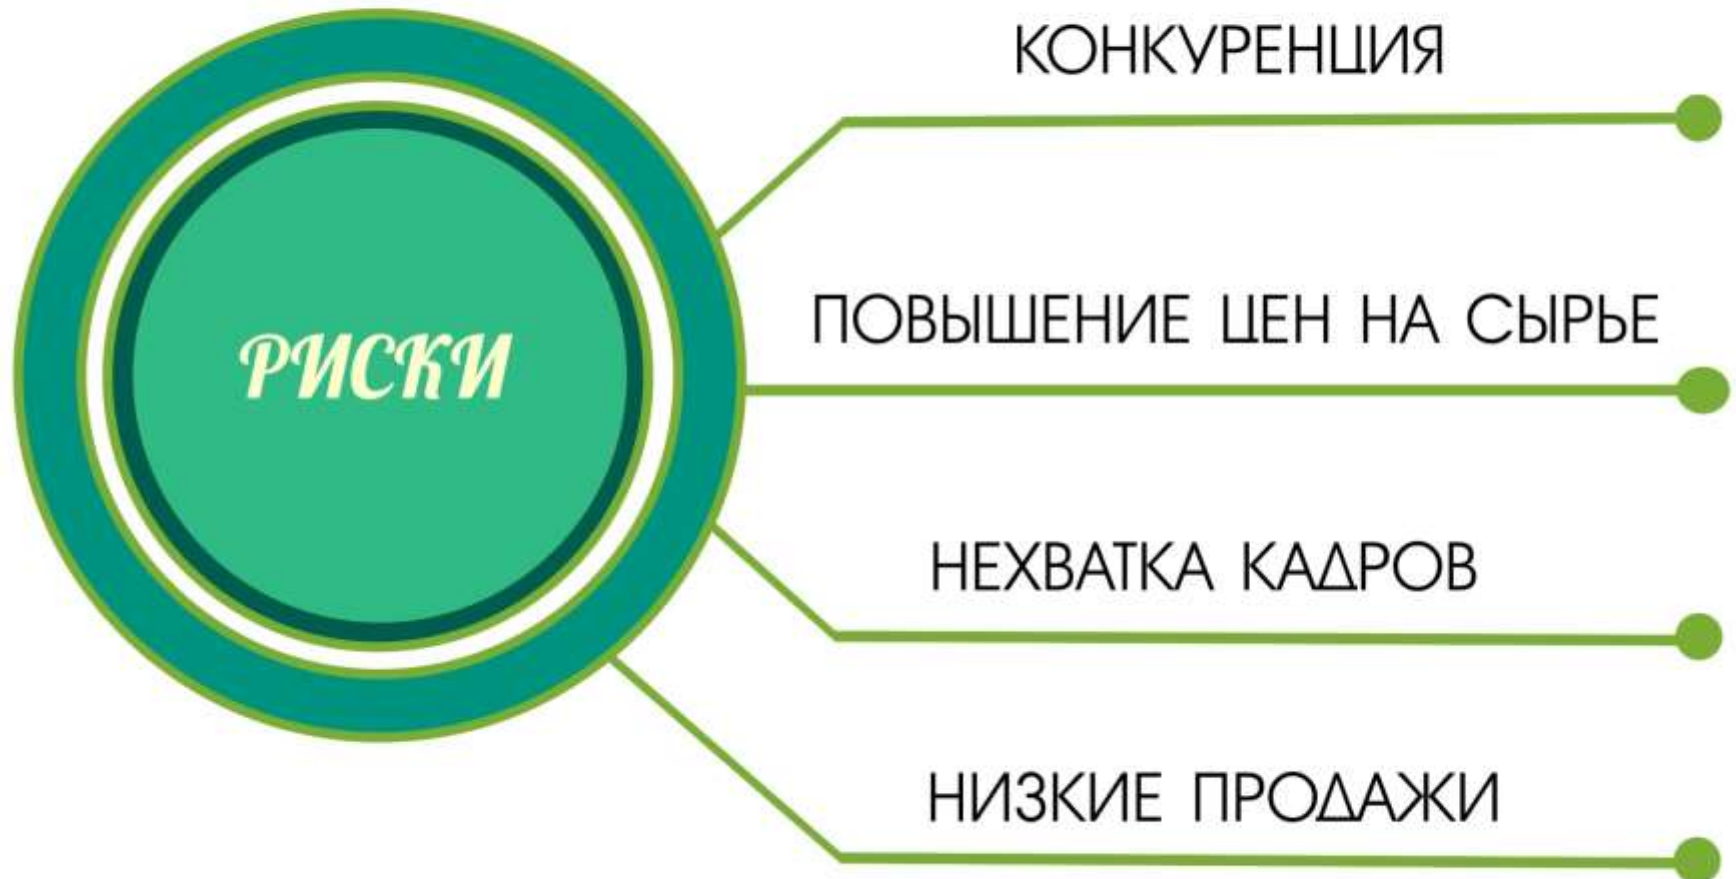 РИСКИ
КОНКУРЕНЦИЯ
ПОВЫШЕНИЕ ЦЕН НА СЫРЬЕ
НЕХВАТКА КАДРОВ
НИЗКИЕ ПРОДАЖИ